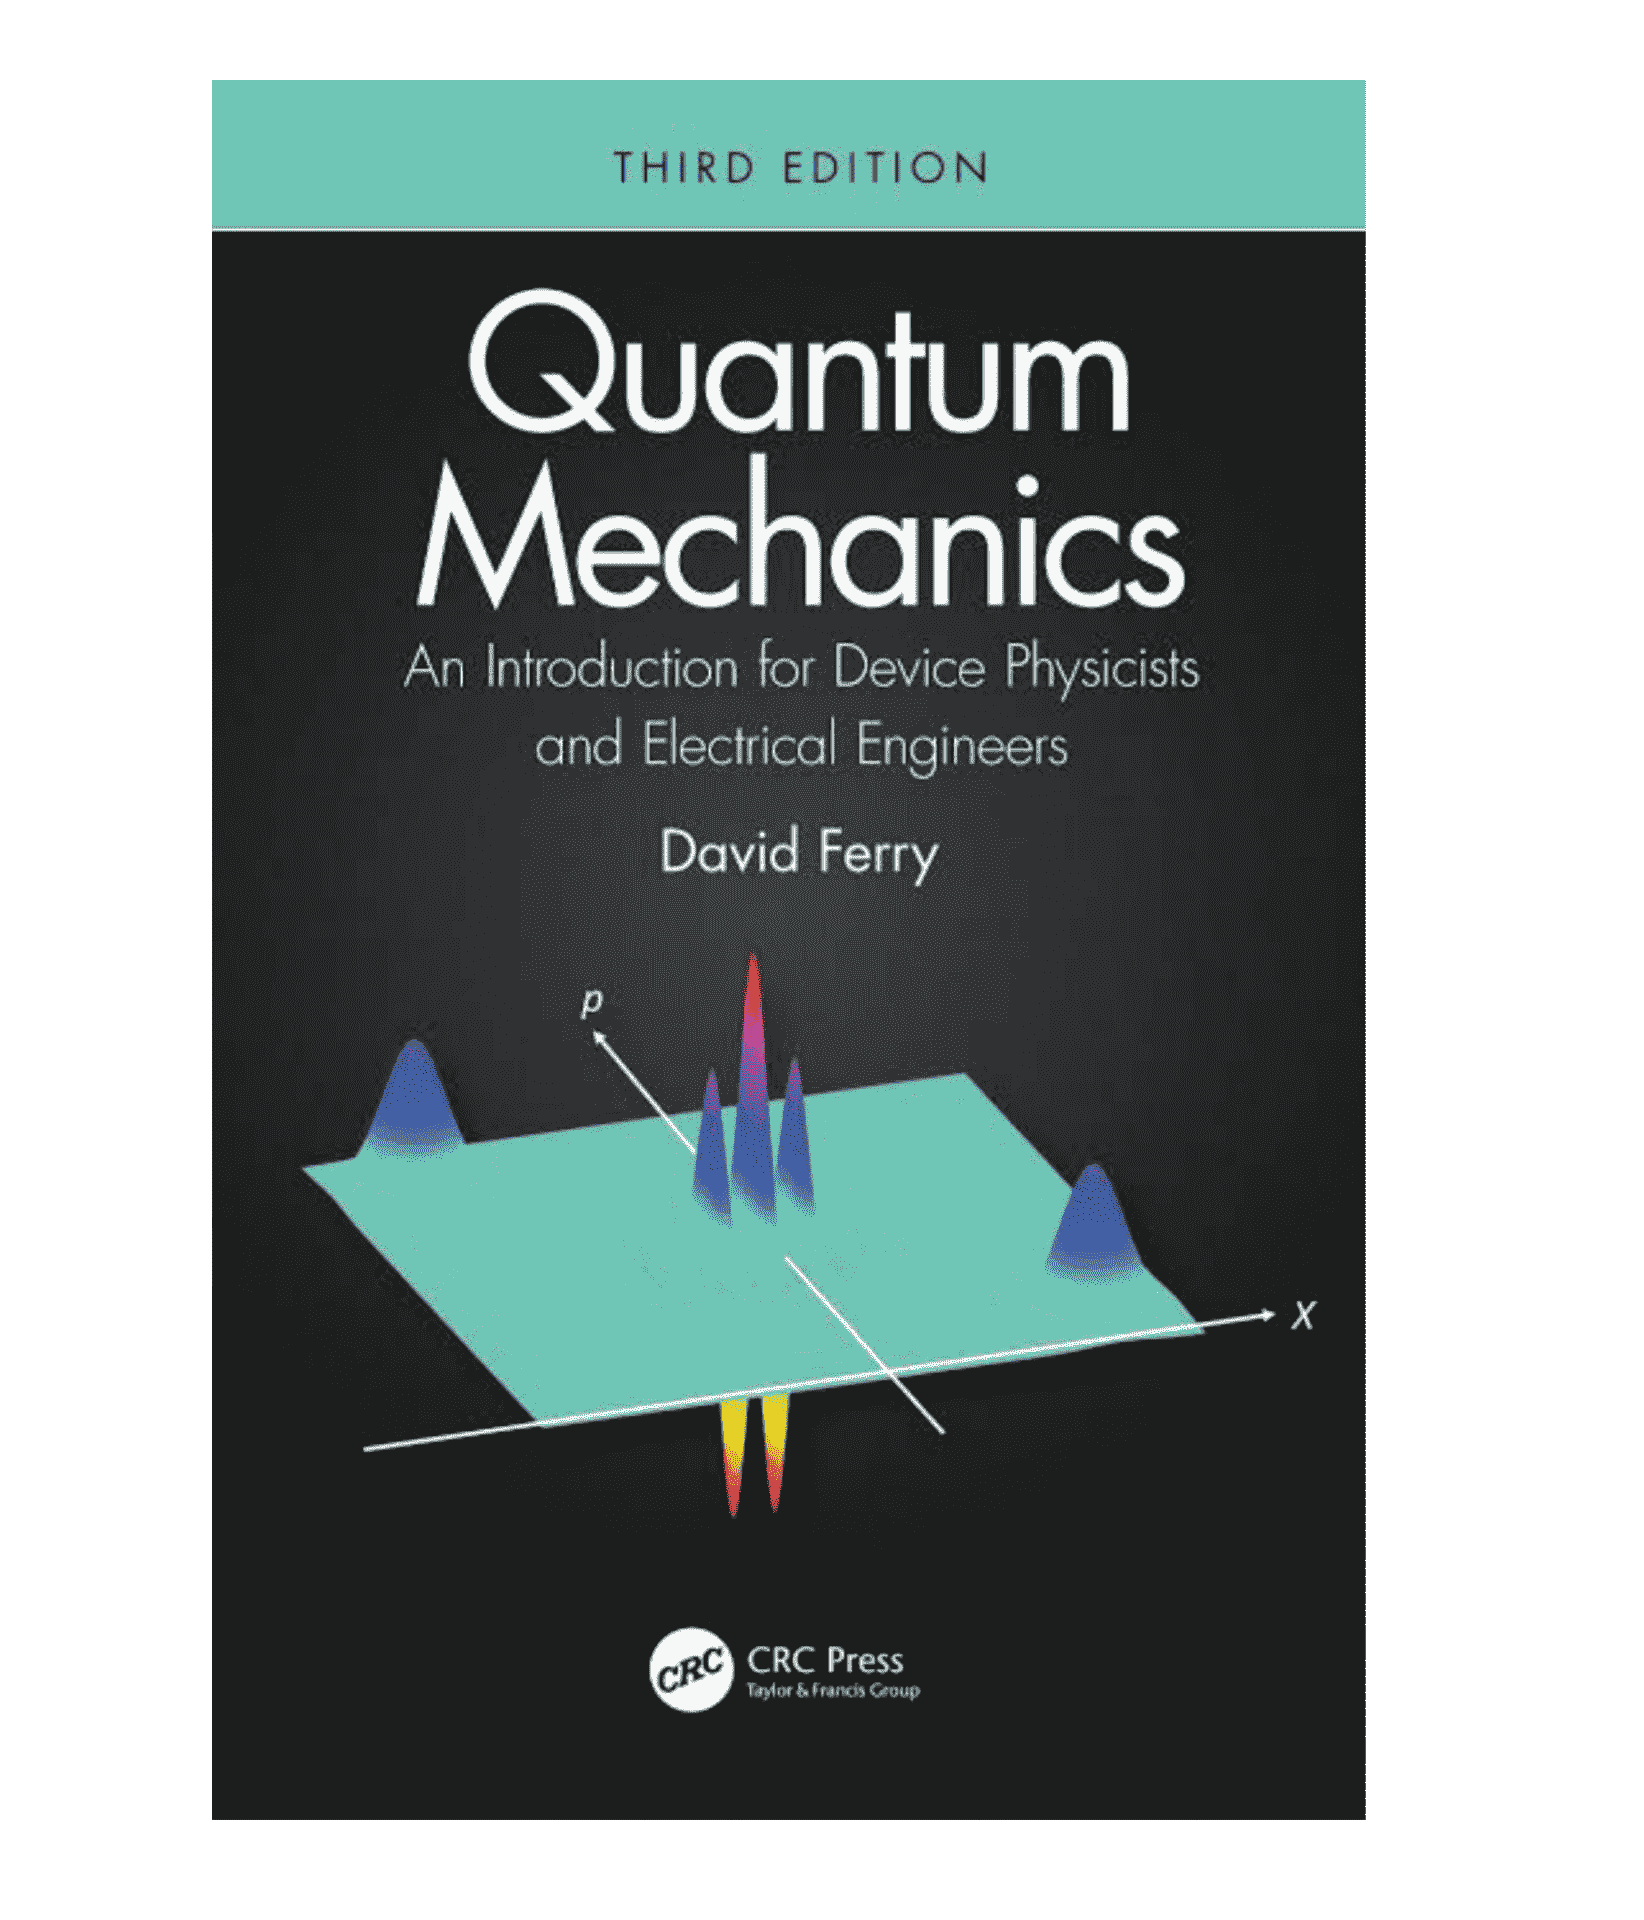 THIRD EDITION
Quantum
Mechanics
An Introduction for Device Physicists
and Electrical Engineers
David Ferry
p
X
CRC
CRC Press
Taylor & Francis Group